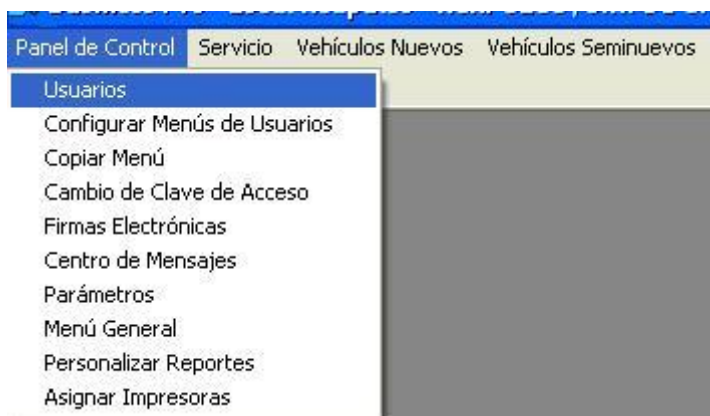 Panel de Control Servicio Vehículos Nuevos Vehículos Seminuevos
Usuarios
Configurar Menús de Usuarios
Copiar Menú
Cambio de Clave de Acceso
Firmas Electrónicas
Centro de Mensajes
Parámetros
Menú General
Personalizar Reportes
Asignar Impresoras